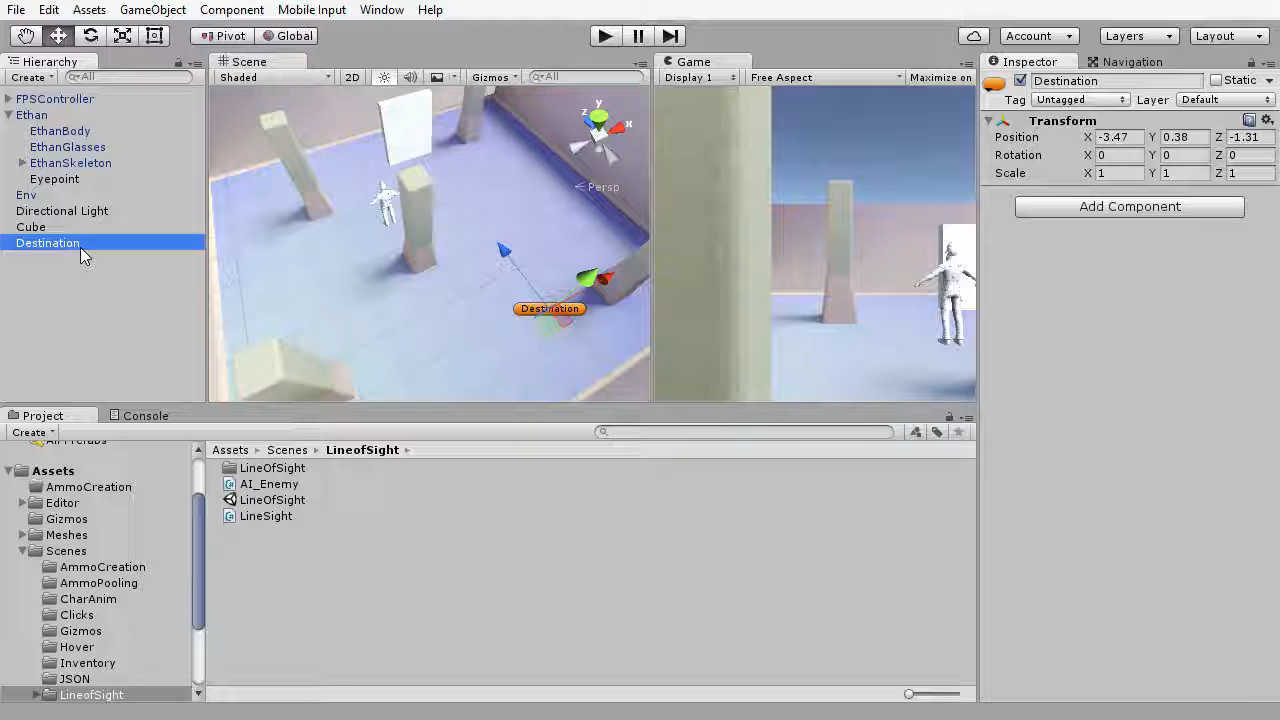 File Edit Assets GameObject Component Mobile Input Window Help
Pivot Global Account Layers Layout
Hierarchy Scene Game Inspector Navigation
Create All Shaded 2D Gizmos All Display 1 Free Aspect Maximize on
Destination Static
Tag Untagged Layer Default
FPSController
Ethan
EthanBody
EthanGlasses
EthanSkeleton
Eyepoint
Env
Directional Light
Cube
Destination
y
z
x
Persp
Destination
Transform
Position X -3.47 Y 0.38 Z -1.31
Rotation X 0 Y 0 Z 0
Scale X 1 Y 1 Z 1
Add Component
Project Console
Create
Assets
AmmoCreation
Editor
Gizmos
Meshes
Scenes
AmmoCreation
AmmoPooling
CharAnim
Clicks
Gizmos
Hover
Inventory
JSON
LineofSight
Assets Scenes LineofSight
LineOfSight
AI_Enemy
LineOfSight
LineSight